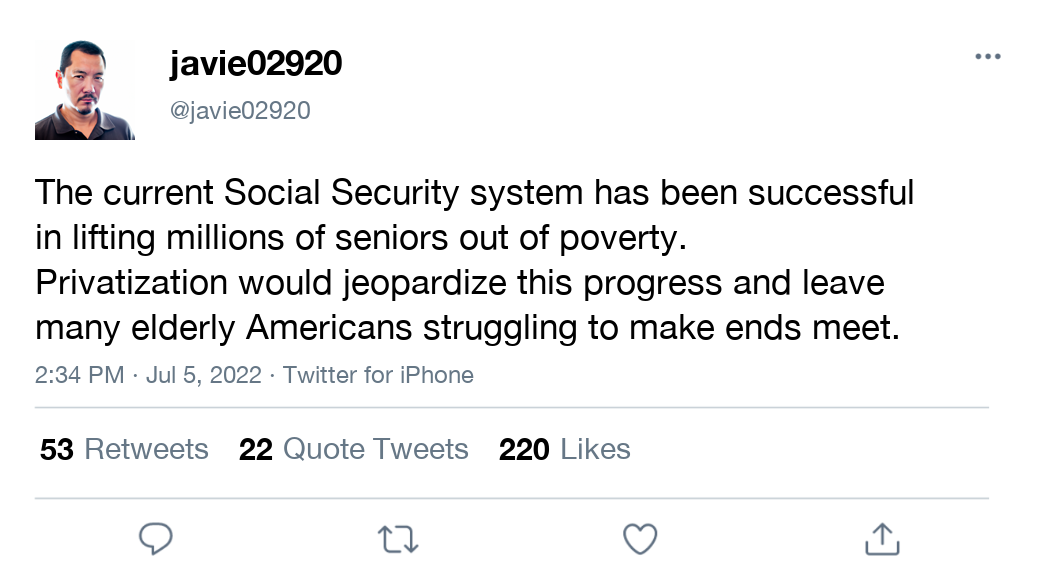 javie02920
@javie02920
The current Social Security system has been successful
in lifting millions of seniors out of poverty.
Privatization would jeopardize this progress and leave
many elderly Americans struggling to make ends meet.
2:34 PM · Jul 5, 2022 · Twitter for iPhone
53 Retweets 22 Quote Tweets 220 Likes